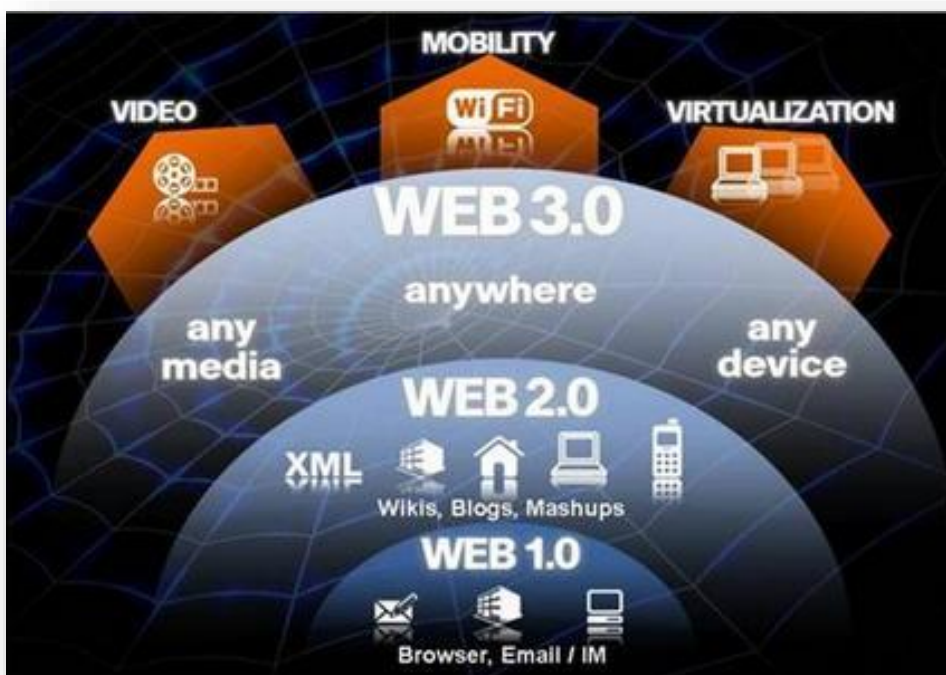 MOBILITY
VIDEO
WiFi
VIRTUALIZATION
WEB 3.0
anywhere
any
media
any
device
WEB 2.0
XML
Wikis, Blogs, Mashups
WEB 1.0
Browser, Email / IM